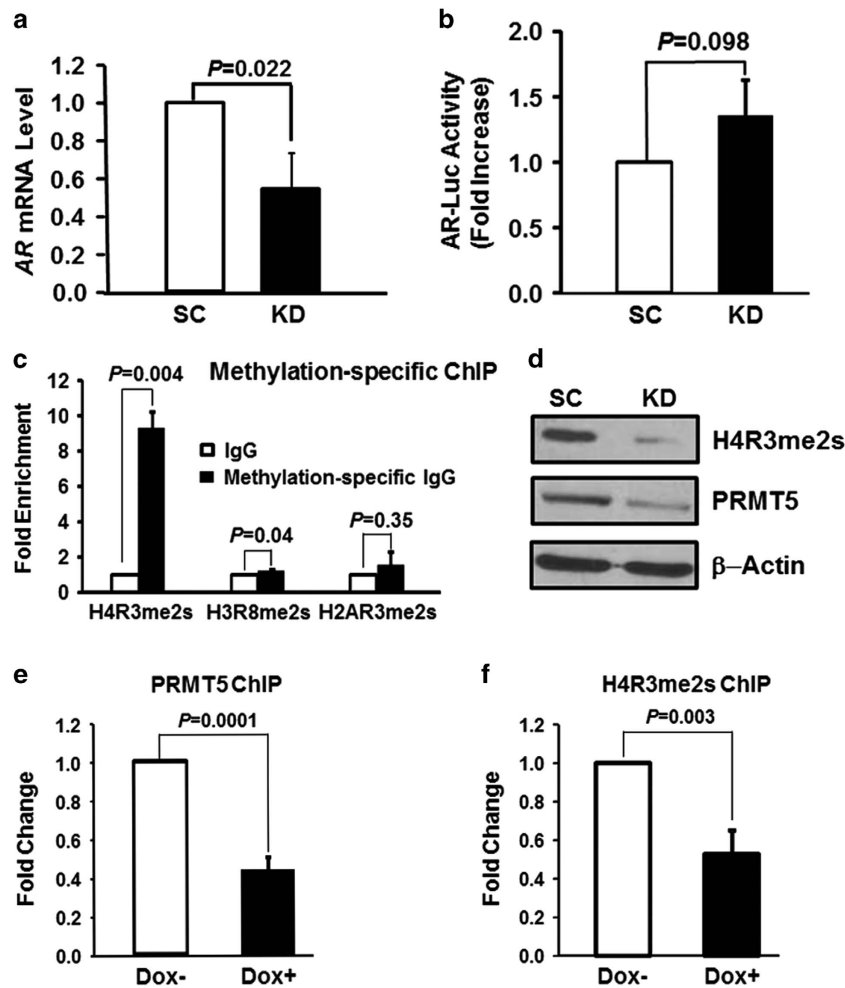 a
P=0.022
AR mRNA Level
1.2
1.0
0.8
0.6
0.4
0.2
0.0
SC KD
b
P=0.098
AR-Luc Activity
(Fold Increase)
2.0
1.5
1.0
0.5
0.0
SC KD
c
Methylation-specific ChIP
P=0.004
P=0.04
P=0.35
IgG
Methylation-specific IgG
Fold Enrichment
12
10
8
6
4
2
0
H4R3me2s H3R8me2s H2AR3me2s
d
SC KD
H4R3me2s
PRMT5
β–Actin
e
PRMT5 ChIP
P=0.0001
Fold Change
1.2
1.0
0.8
0.6
0.4
0.2
0.0
Dox- Dox+
f
H4R3me2s ChIP
P=0.003
Fold Change
1.2
1.0
0.8
0.6
0.4
0.2
0.0
Dox- Dox+